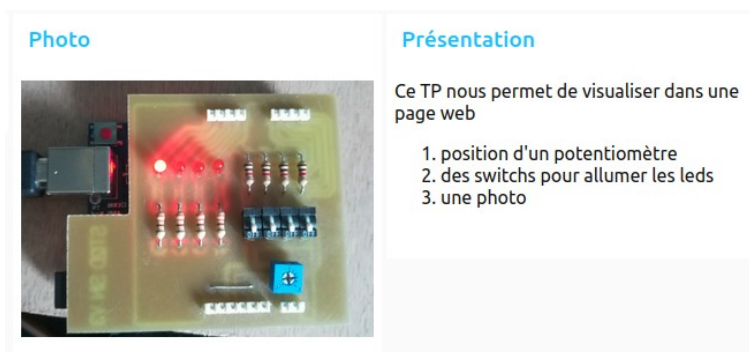 Photo
Présentation
Ce TP nous permet de visualiser dans une
page web
1. position d'un potentiomètre
2. des switchs pour allumer les leds
3. une photo